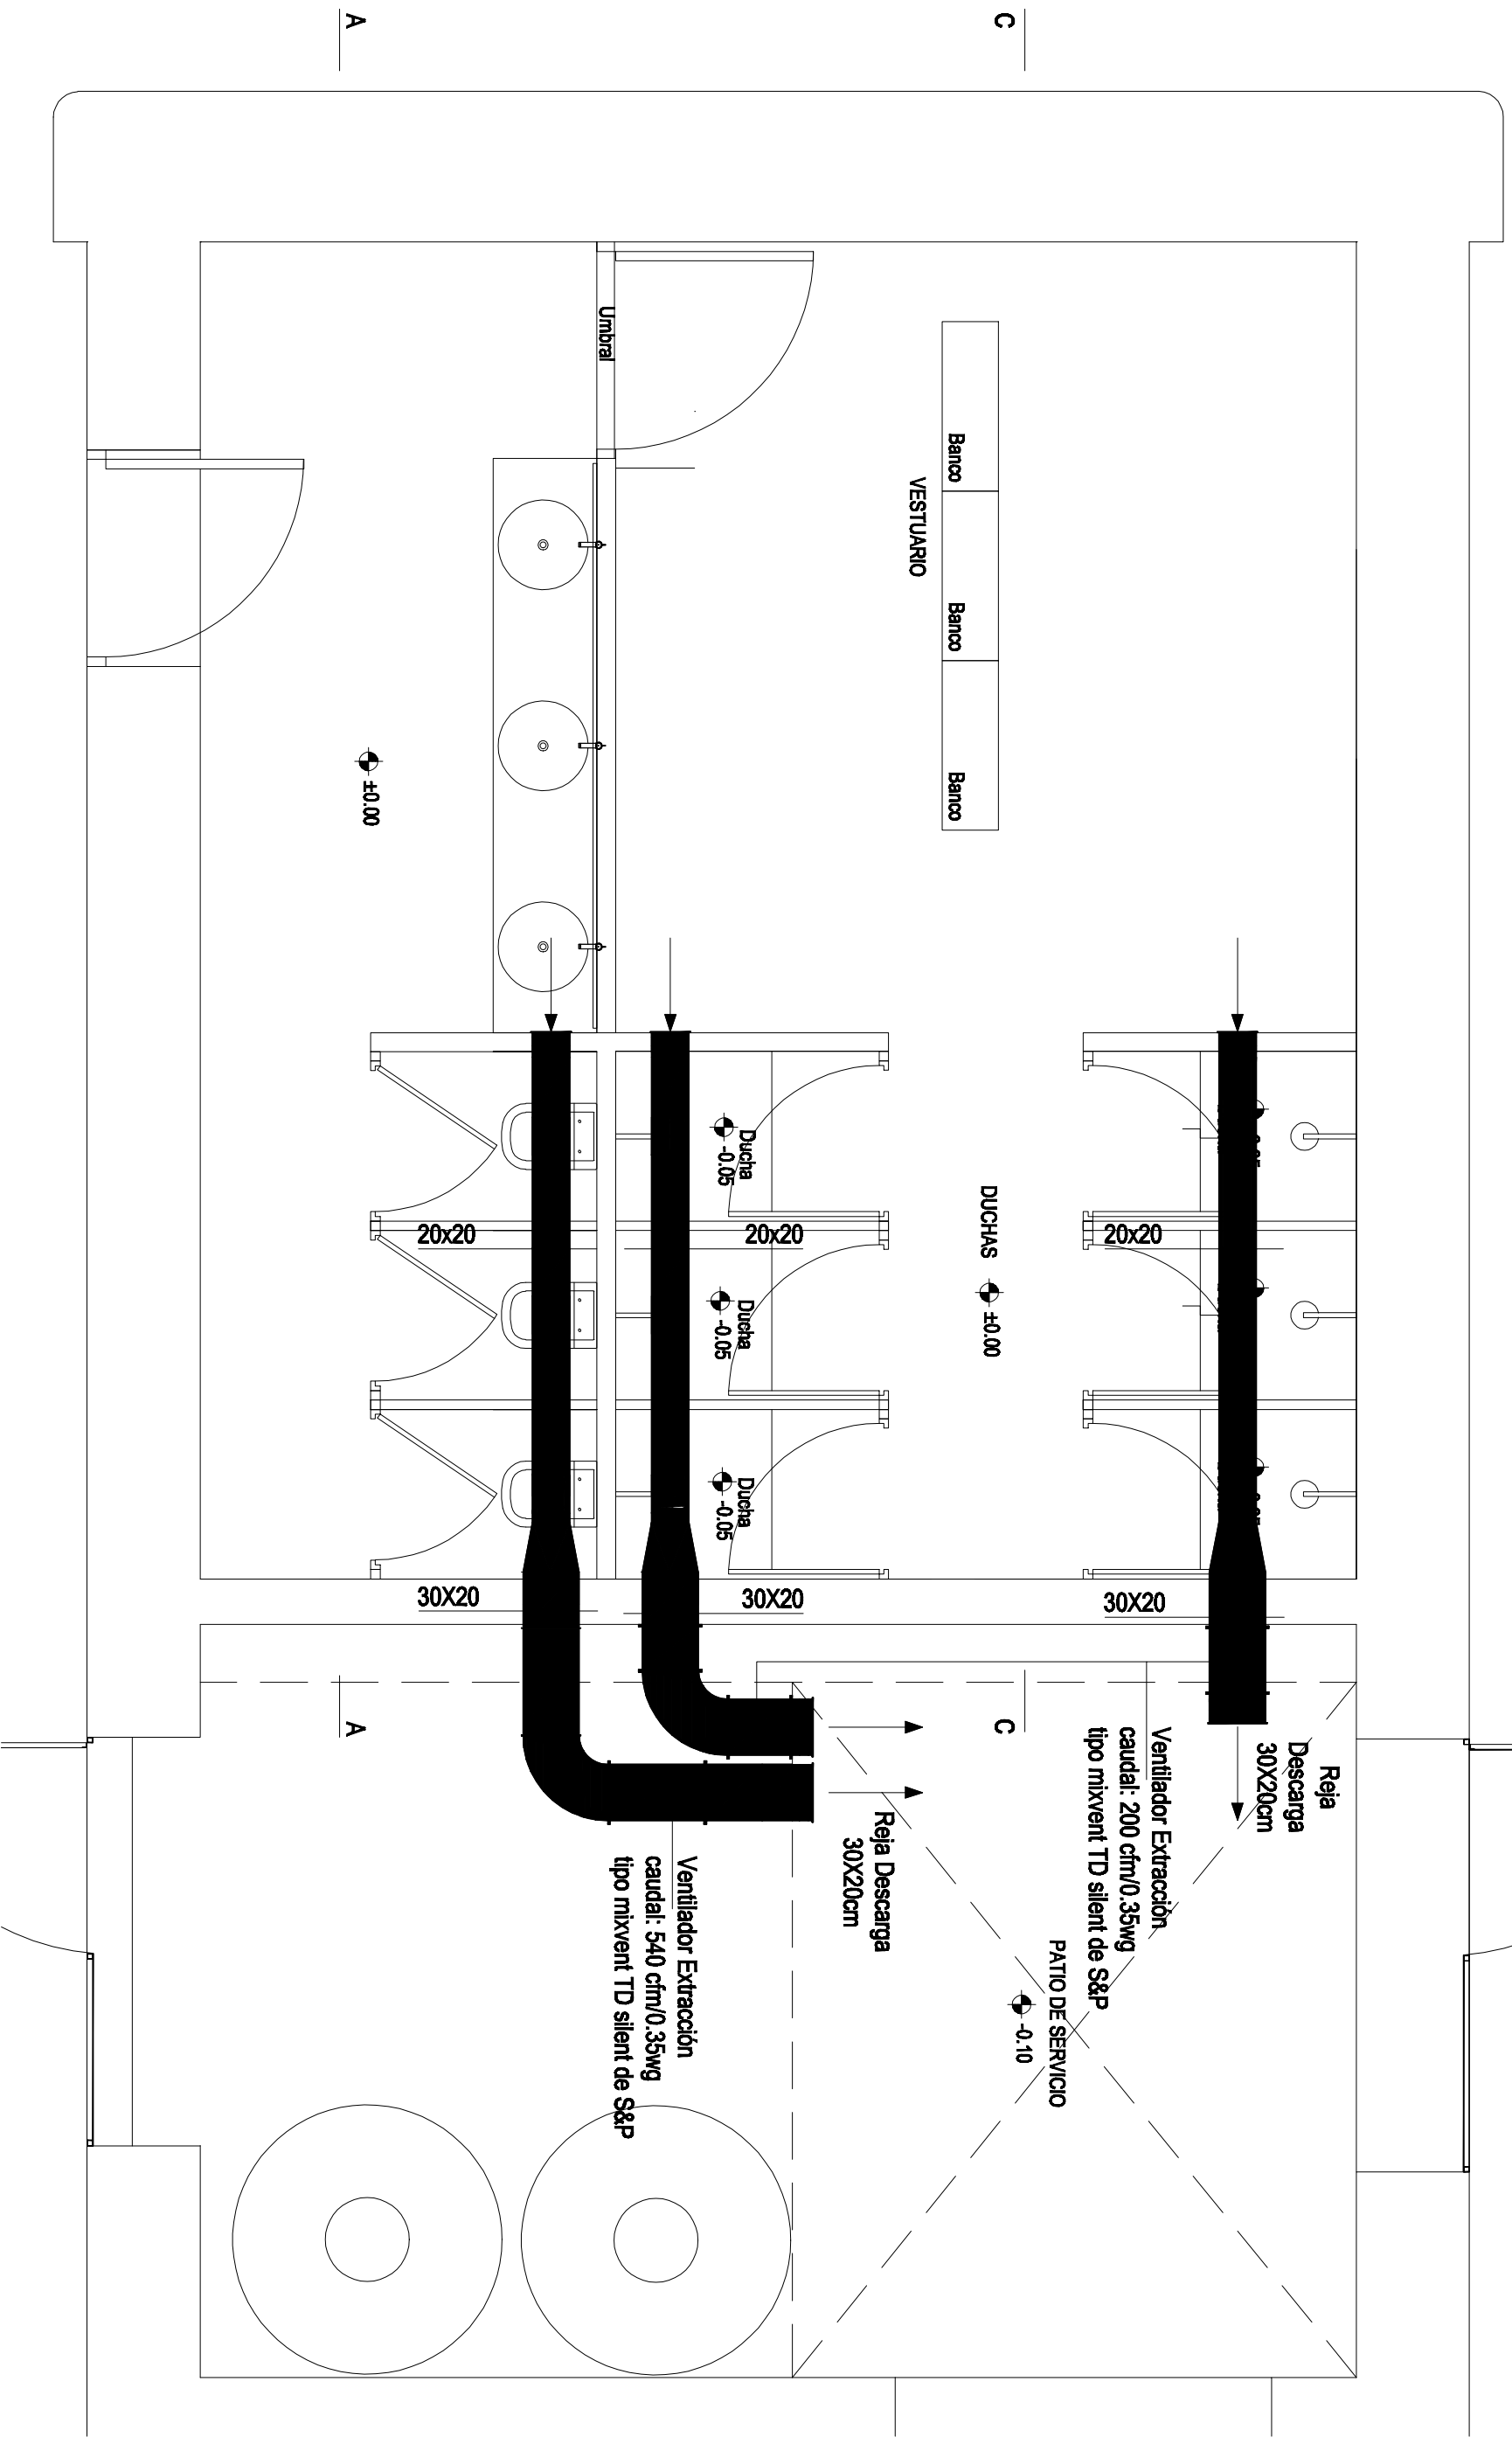 A
C
Umbral
Banco
Banco
Banco
VESTUARIO
±0.00
Ducha
-0.05
Ducha
-0.05
Ducha
-0.05
DUCHAS
±0.00
20x20
20x20
20x20
30X20
30X20
30X20
A
C
Reja
Descarga
30X20cm
Ventilador Extracción
caudal: 200 cfm/0.35wg
tipo mixvent TD silent de S&P
Reja Descarga
30X20cm
Ventilador Extracción
caudal: 540 cfm/0.35wg
tipo mixvent TD silent de S&P
PATIO DE SERVICIO
-0.10